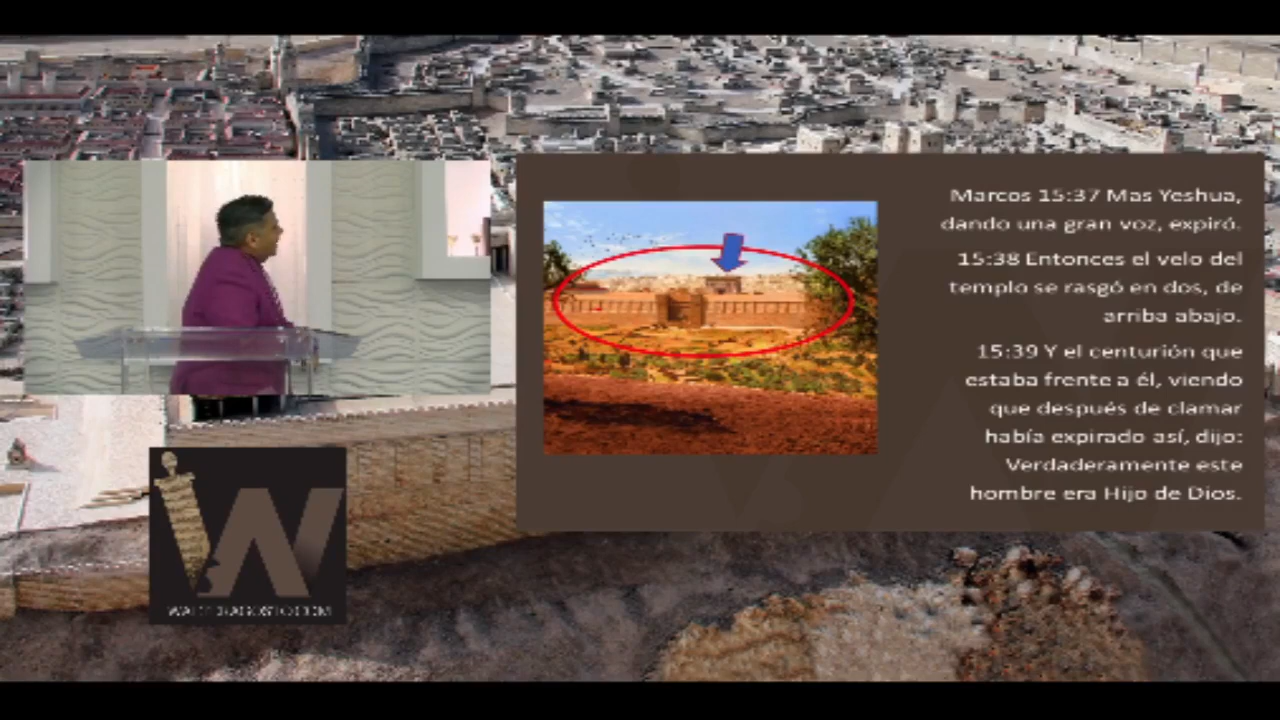 Marcos 15:37 Mas Yeshua,
dando una gran voz, expiró.
15:38 Entonces el velo del
templo se rasgó en dos, de
arriba abajo.
15:39 Y el centurión que
estaba frente a él, viendo
que después de clamar
había expirado así, dijo:
Verdaderamente este
hombre era Hijo de Dios.
W